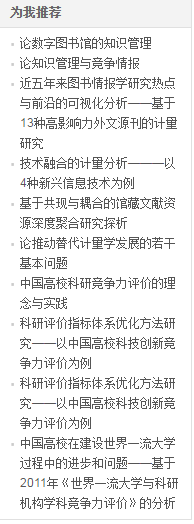 为我推荐
论数字图书馆的知识管理
论知识管理与竞争情报
近五年来图书情报学研究热点
与前沿的可视化分析——基于
13种高影响力外文源刊的计量
研究
技术融合的计量分析———以
4种新兴信息技术为例
基于共现与耦合的馆藏文献资
源深度聚合研究探析
论推动替代计量学发展的若干
基本问题
中国高校科研竞争力评价的理
念与实践
科研评价指标体系优化方法研
究——以中国高校科技创新竞
争力评价为例
科研评价指标体系优化方法研
究——以中国高校科技创新竞
争力评价为例
中国高校在建设世界一流大学
过程中的进步和问题——基于
2011年《世界一流大学与科研
机构学科竞争力评价》的分析